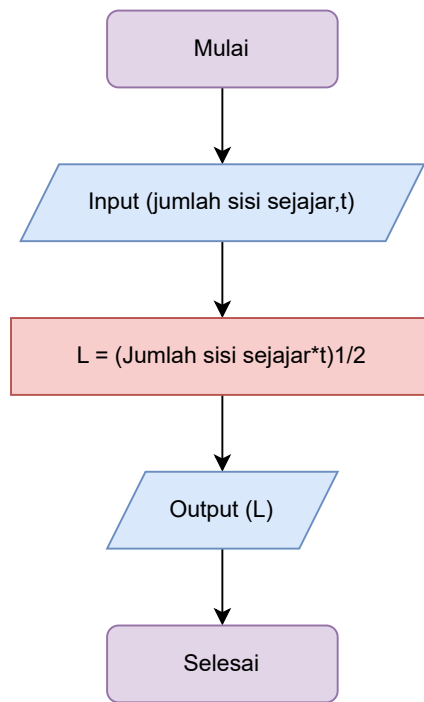 Mulai
Input (jumlah sisi sejajar,t)
L = (Jumlah sisi sejajar*t)1/2
Output (L)
Selesai